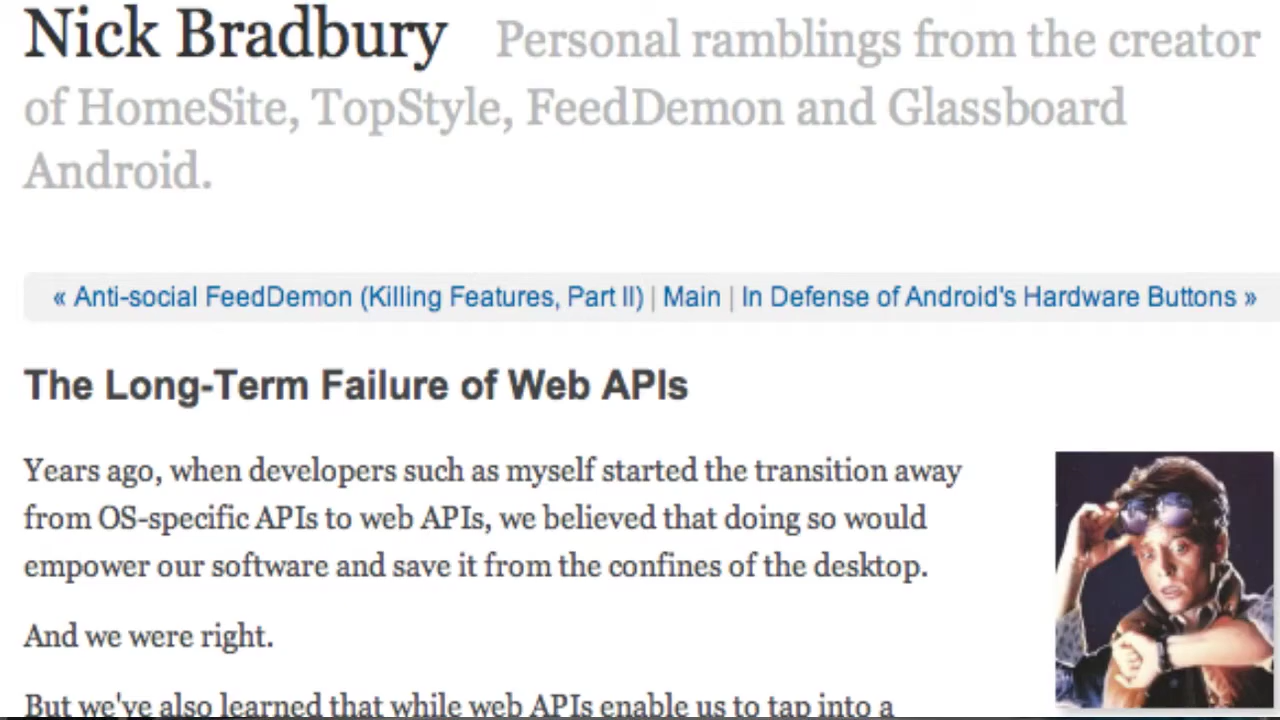 Nick Bradbury Personal ramblings from the creator
of HomeSite, TopStyle, FeedDemon and Glassboard
Android.
« Anti-social FeedDemon (Killing Features, Part II) | Main | In Defense of Android's Hardware Buttons »
The Long-Term Failure of Web APIs
Years ago, when developers such as myself started the transition away
from OS-specific APIs to web APIs, we believed that doing so would
empower our software and save it from the confines of the desktop.
And we were right.
But we've also learned that while web APIs enable us to tap into a